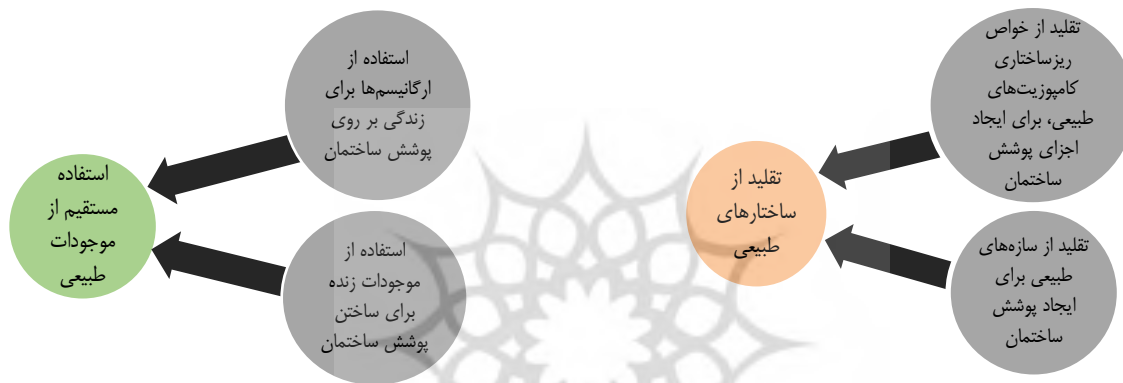 تقلید از خواص
ریزساختاری
کامپوزیت‌های
طبیعی، برای ایجاد
اجزای پوشش
ساختمان
تقلید از سازه‌های
طبیعی برای
ایجاد پوشش
ساختمان
تقلید از
ساختارهای
طبیعی
استفاده از
ارگانیسم‌ها برای
زندگی بر روی
پوشش ساختمان
استفاده از
موجودات زنده
برای ساختن
پوشش ساختمان
استفاده
مستقیم از
موجودات
طبیعی